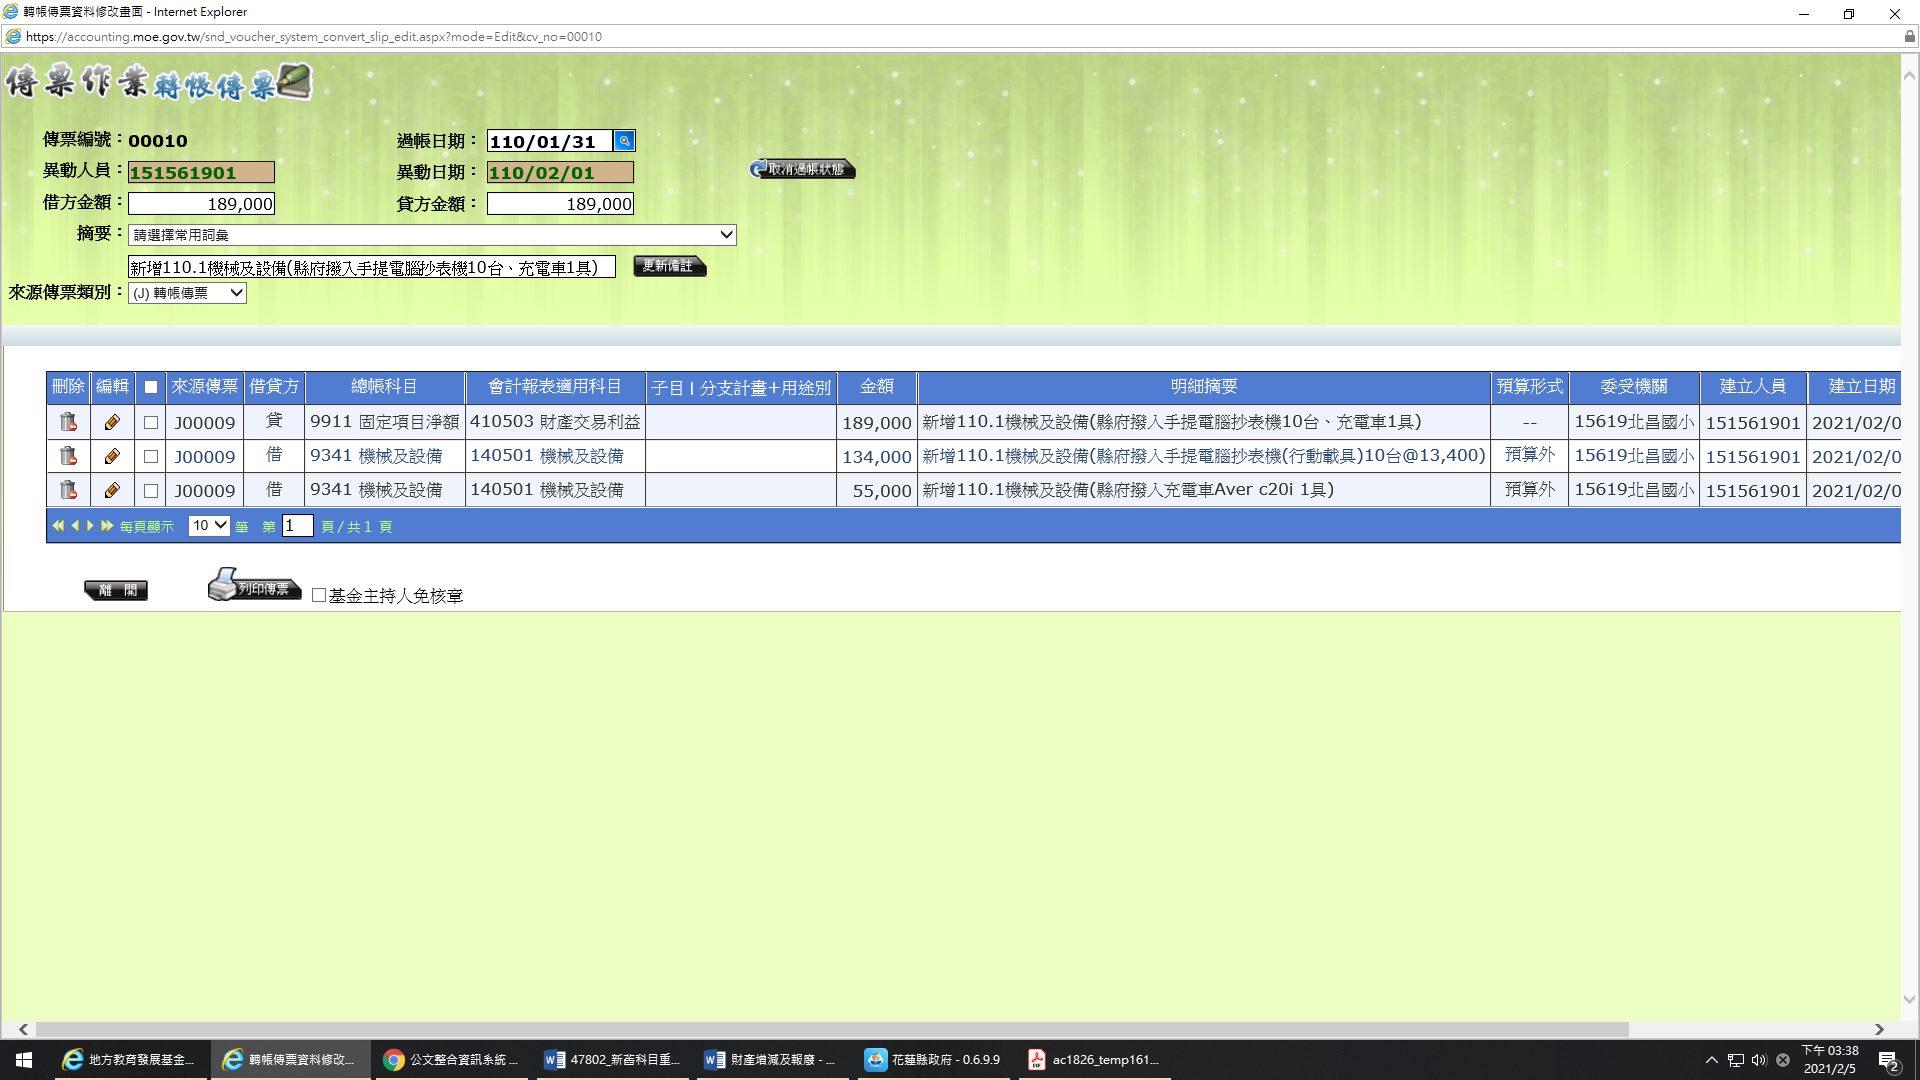 轉帳傳票資料修改畫面 - Internet Explorer
https://accounting.moe.gov.tw/snd_voucher_system_convert_slip_edit.aspx?mode=Edit&cv_no=00010
傳票作業轉帳傳票
傳票編號：00010 過帳日期：110/01/31
異動人員：151561901 異動日期：110/02/01 取消過帳狀態
借方金額：189,000 貸方金額：189,000
摘要：請選擇常用詞彙
新增110.1機械及設備(縣府撥入手提電腦抄表機10台、充電車1具) 更新備註
來源傳票類別：(J) 轉帳傳票
刪除 編輯 來源傳票 借貸方 總帳科目 會計報表適用科目 子目 | 分支計畫+用途別 金額 明細摘要 預算形式 委受機關 建立人員 建立日期
J00009 貸 9911 固定項目淨額 410503 財產交易利益 189,000 新增110.1機械及設備(縣府撥入手提電腦抄表機10台、充電車1具) -- 15619北昌國小 151561901 2021/02/0
J00009 借 9341 機械及設備 140501 機械及設備 134,000 新增110.1機械及設備(縣府撥入手提電腦抄表機(行動載具)10台@13,400) 預算外 15619北昌國小 151561901 2021/02/0
J00009 借 9341 機械及設備 140501 機械及設備 55,000 新增110.1機械及設備(縣府撥入充電車Aver c20i 1具) 預算外 15619北昌國小 151561901 2021/02/0
每頁顯示 10 筆 第 1 頁 / 共 1 頁
離 開 列印傳票 基金主持人免核章
地方教育發展基金... 轉帳傳票資料修改... 公文整合資訊系統 ... 47802_新莒科目重... 財產增減及報廢 - ... 花蓮縣政府 - 0.6.9.9 ac1826_temp161... 下午 03:38
2021/2/5 2